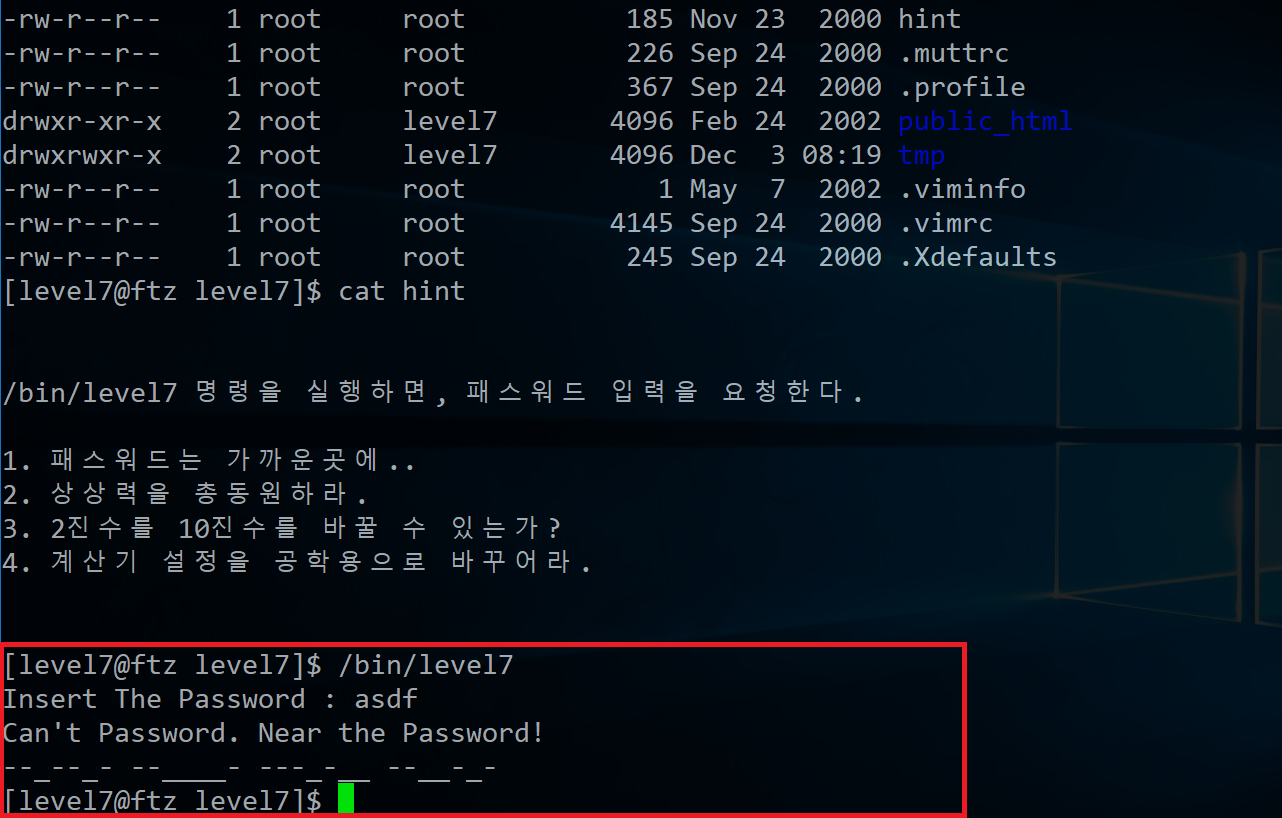 -rw-r--r-- 1 root root 185 Nov 23 2000 hint
-rw-r--r-- 1 root root 226 Sep 24 2000 .muttrc
-rw-r--r-- 1 root root 367 Sep 24 2000 .profile
drwxr-xr-x 2 root level7 4096 Feb 24 2002 public_html
drwxrwxr-x 2 root level7 4096 Dec 3 08:19 tmp
-rw-r--r-- 1 root root 1 May 7 2002 .viminfo
-rw-r--r-- 1 root root 4145 Sep 24 2000 .vimrc
-rw-r--r-- 1 root root 245 Sep 24 2000 .Xdefaults
[level7@ftz level7]$ cat hint
/bin/level7 명령을 실행하면, 패스워드 입력을 요청한다.
1. 패스워드는 가까운곳에..
2. 상상력을 총동원하라.
3. 2진수를 10진수를 바꿀 수 있는가?
4. 계산기 설정을 공학용으로 바꾸어라.
[level7@ftz level7]$ /bin/level7
Insert The Password : asdf
Can't Password. Near the Password!
--_--_- --____- ---_-__ --__-_-
[level7@ftz level7]$